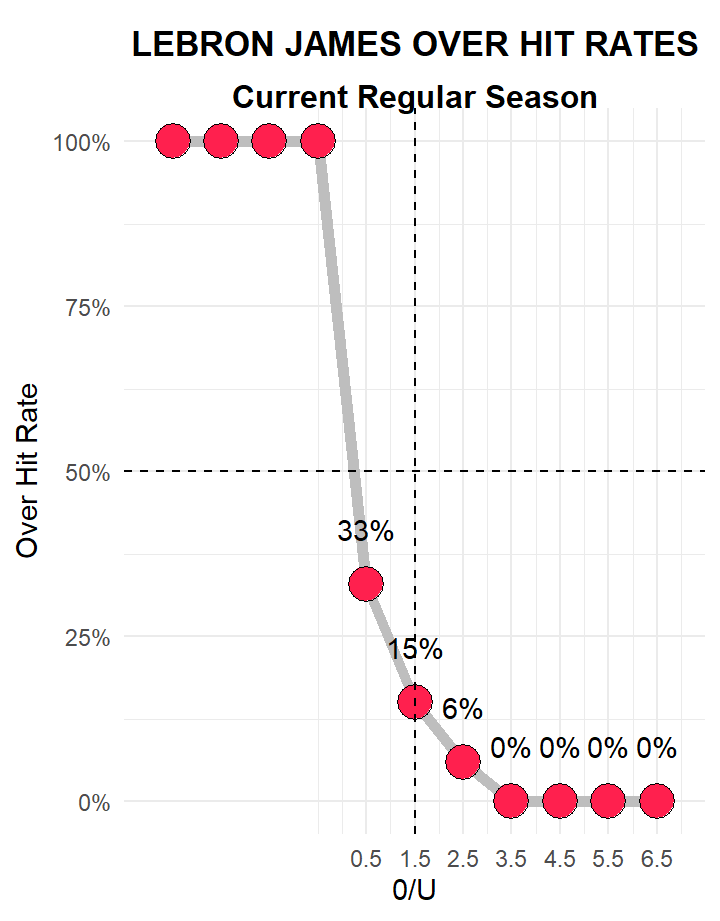 LEBRON JAMES OVER HIT RATES
Current Regular Season
100%
75%
50%
25%
0%
Over Hit Rate
33%
15%
6%
0% 0% 0% 0%
0.5 1.5 2.5 3.5 4.5 5.5 6.5
0/U